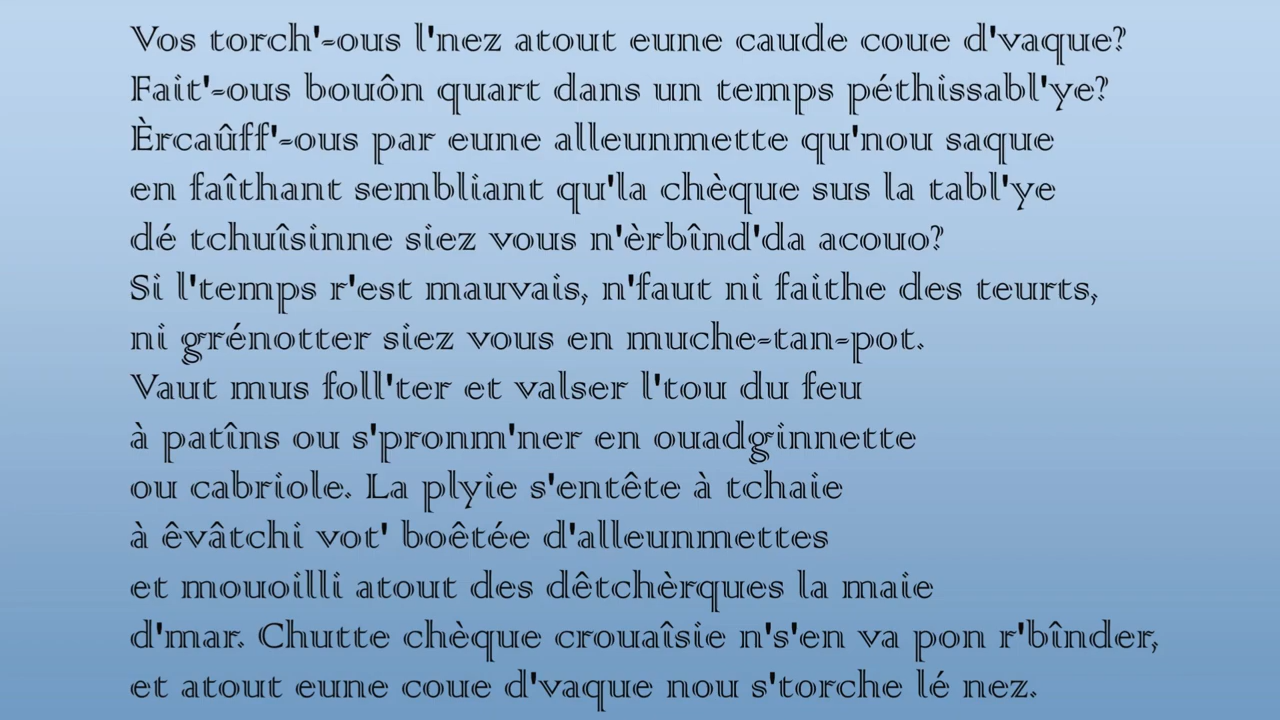 Vos torch'-ous l'nez atout eune caude coue d'vaque?
Fait'-ous bouôn quart dans un temps péthissabl'ye?
Èrcaûff'-ous par eune alleunmette qu'nou saque
en faîthant sembliant qu'la chèque sus la tabl'ye
dé tchuîsinne siez vous n'èrbînd'da acouo?
Si l'temps r'est mauvais, n'faut ni faithe des teurts,
ni grénotter siez vous en muche-tan-pot.
Vaut mus foll'ter et valser l'tou du feu
à patîns ou s'pronm'ner en ouadginnette
ou cabriole. La plyie s'entête à tchaie
à êvâtchi vot' boêtée d'alleunmettes
et mouoilli atout des dêtchèrques la maie
d'mar. Chutte chèque crouaîsie n's'en va pon r'bînder,
et atout eune coue d'vaque nou s'torche lé nez.